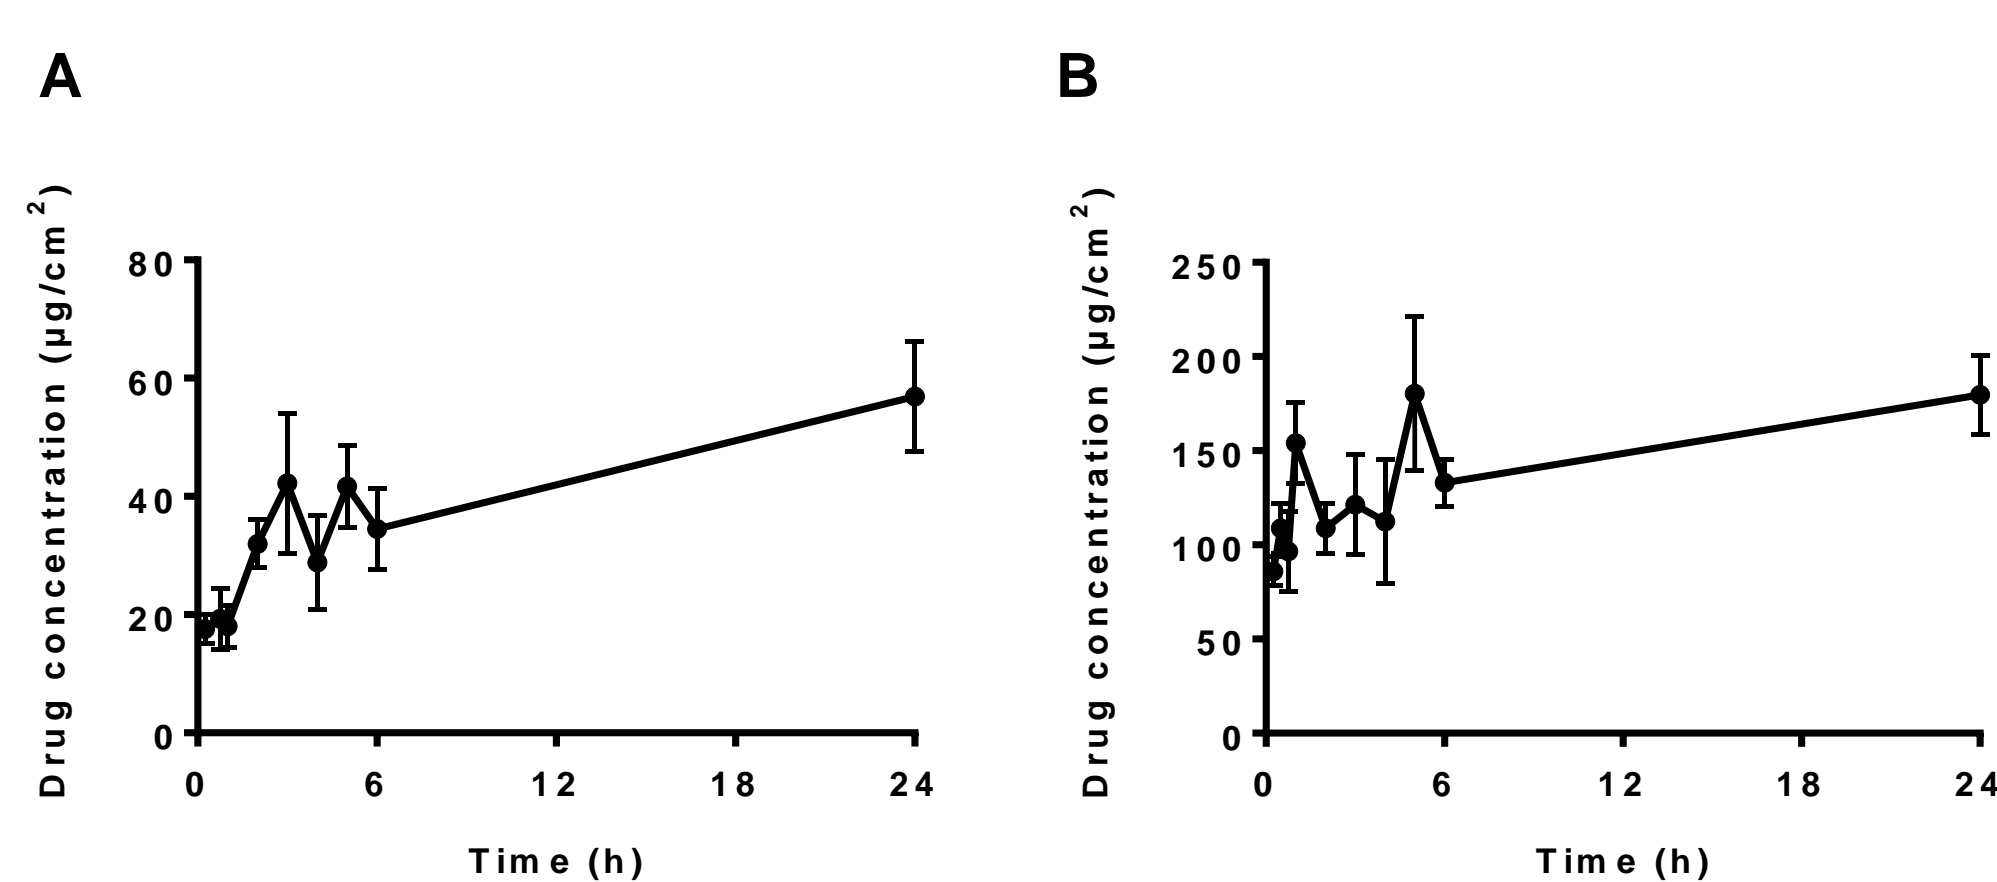 A
Drug concentration (µg/cm²)
80
60
40
20
0
0 6 12 18 24
Time (h)
B
Drug concentration (µg/cm²)
250
200
150
100
50
0
0 6 12 18 24
Time (h)